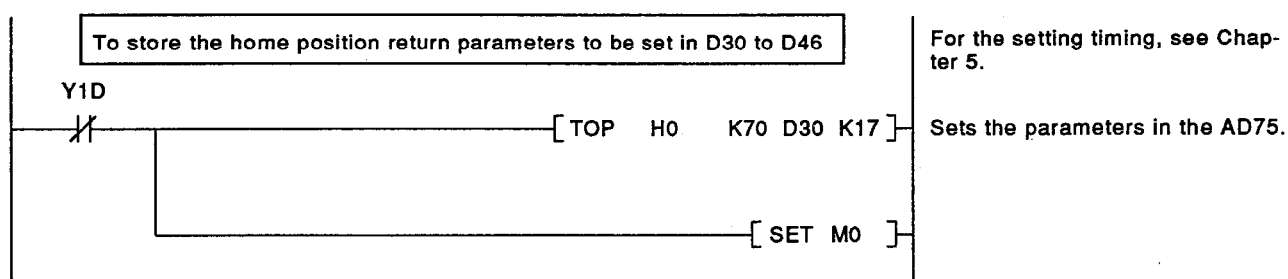 To store the home position return parameters to be set in D30 to D46
For the setting timing, see Chap-
ter 5.
Y1D
TOP H0 K70 D30 K17
Sets the parameters in the AD75.
SET M0